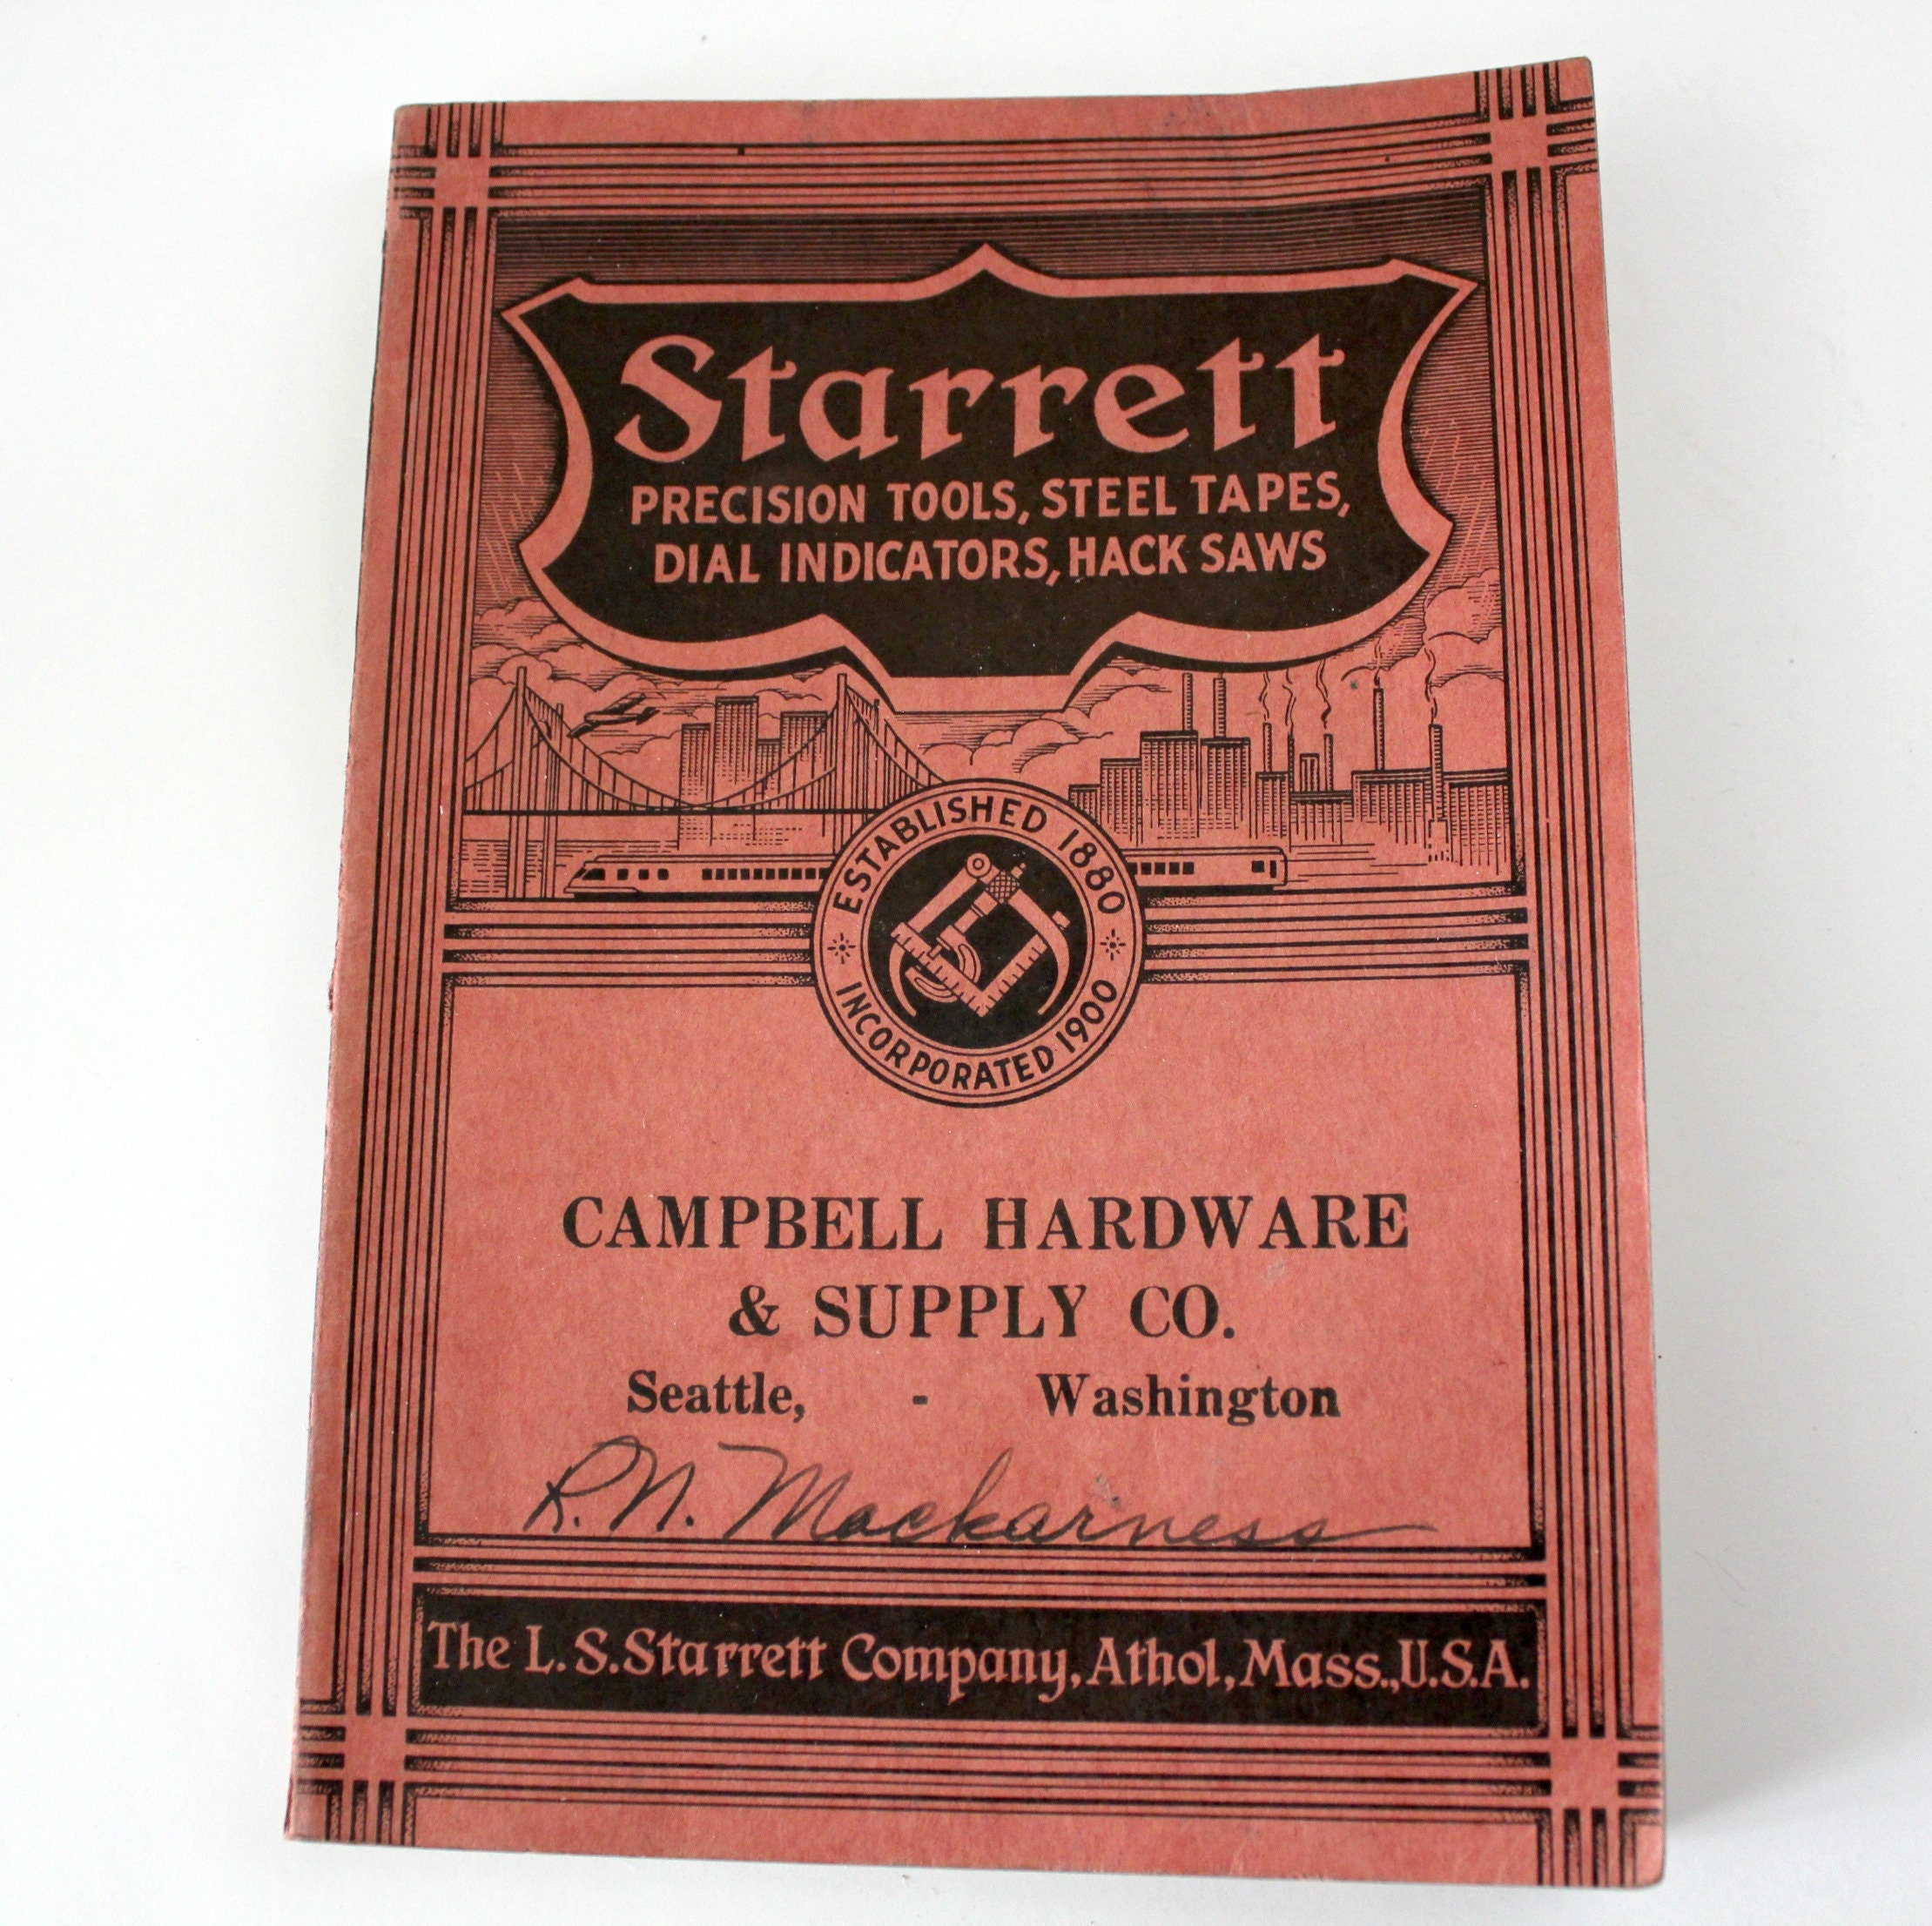 Starrett
PRECISION TOOLS, STEEL TAPES,
DIAL INDICATORS, HACK SAWS
ESTABLISHED 1880
INCORPORATED 1900
CAMPBELL HARDWARE
& SUPPLY CO.
Seattle, - Washington
R. N. Mackarness
The L. S. Starrett Company, Athol, Mass., U.S.A.